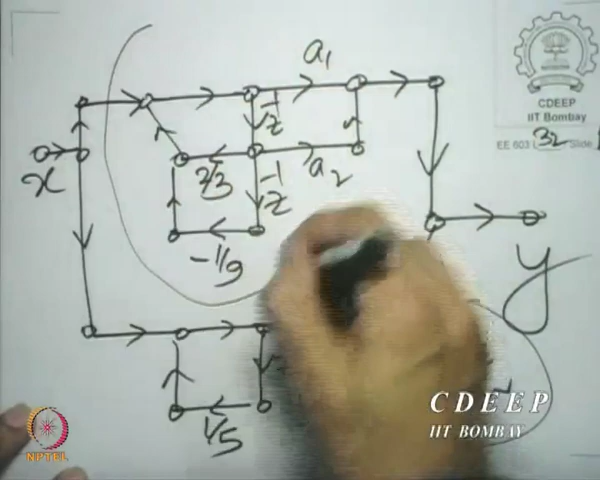 CDEEP
IIT Bombay
EE 603 L 32 / Slide
a₁
z⁻¹
x
2/3
a₂
z⁻¹
-1/9
y
1/5
CDEEP
IIT BOMBAY
NPTEL